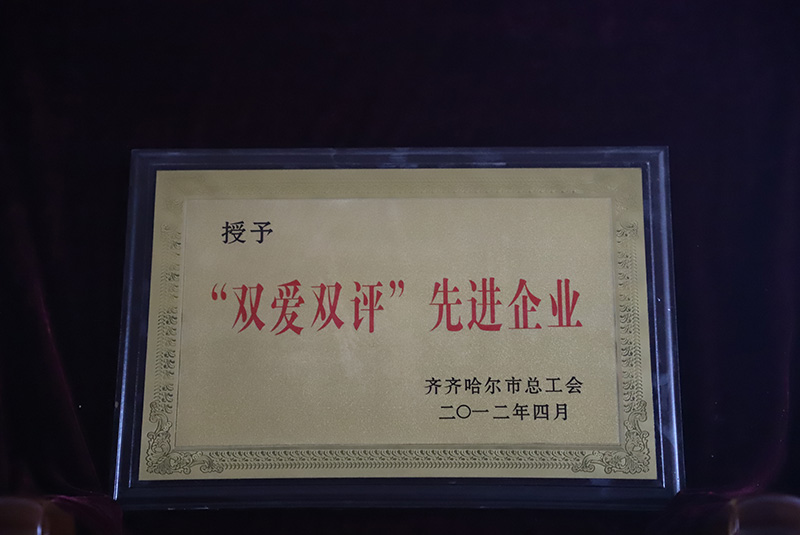 授予
“双爱双评”先进企业
齐齐哈尔市总工会
二〇一二年四月